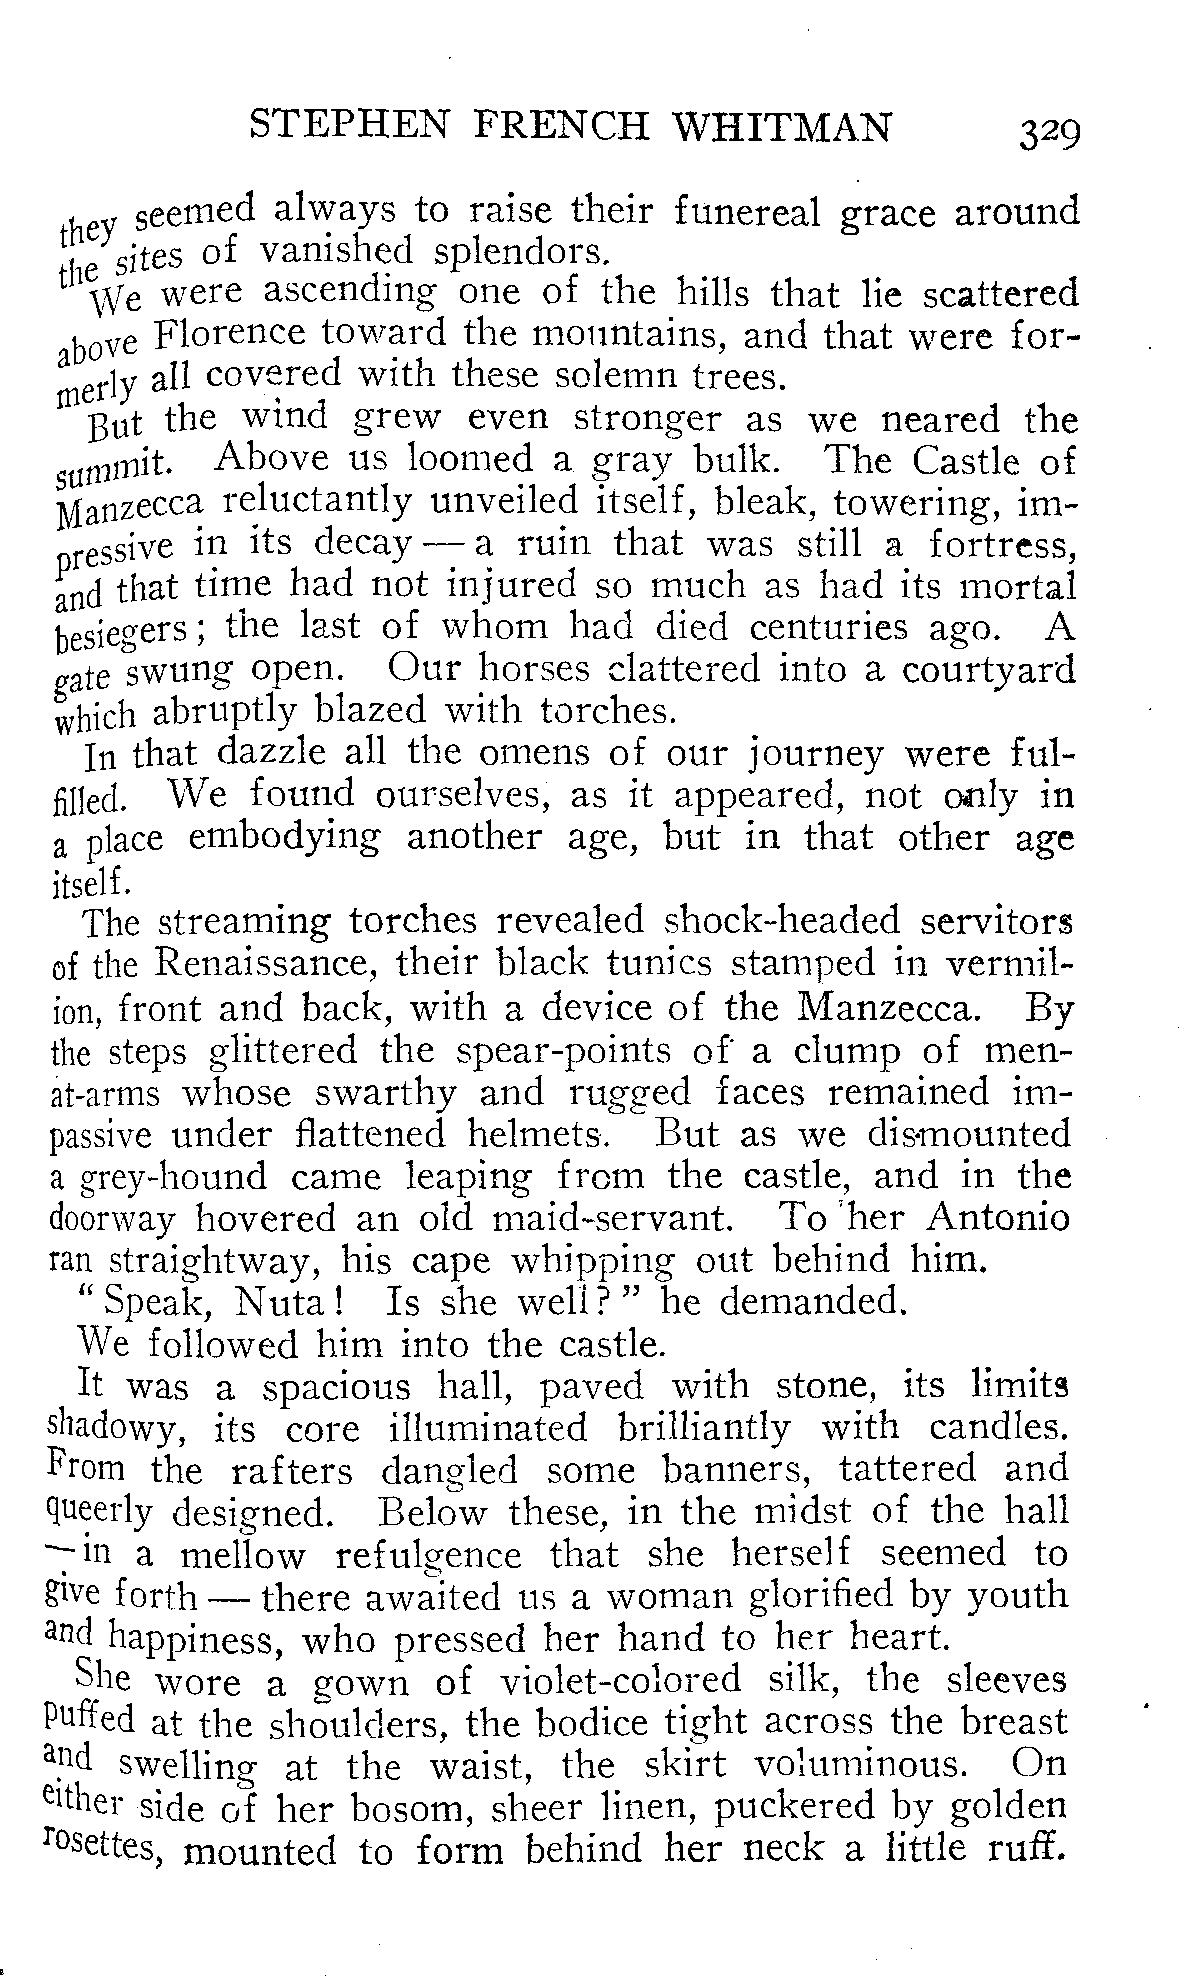 STEPHEN FRENCH WHITMAN 329
they seemed always to raise their funereal grace around
the sites of vanished splendors.
We were ascending one of the hills that lie scattered
above Florence toward the mountains, and that were for-
merly all covered with these solemn trees.
But the wind grew even stronger as we neared the
summit. Above us loomed a gray bulk. The Castle of
Manzecca reluctantly unveiled itself, bleak, towering, im-
pressive in its decay — a ruin that was still a fortress,
and that time had not injured so much as had its mortal
besiegers; the last of whom had died centuries ago. A
gate swung open. Our horses clattered into a courtyard
which abruptly blazed with torches.
In that dazzle all the omens of our journey were ful-
filled. We found ourselves, as it appeared, not only in
a place embodying another age, but in that other age
itself.
The streaming torches revealed shock-headed servitors
of the Renaissance, their black tunics stamped in vermil-
ion, front and back, with a device of the Manzecca. By
the steps glittered the spear-points of a clump of men-
at-arms whose swarthy and rugged faces remained im-
passive under flattened helmets. But as we dismounted
a grey-hound came leaping from the castle, and in the
doorway hovered an old maid-servant. To her Antonio
ran straightway, his cape whipping out behind him.
"Speak, Nuta! Is she well?" he demanded.
We followed him into the castle.
It was a spacious hall, paved with stone, its limits
shadowy, its core illuminated brilliantly with candles.
From the rafters dangled some banners, tattered and
queerly designed. Below these, in the midst of the hall
— in a mellow refulgence that she herself seemed to
give forth — there awaited us a woman glorified by youth
and happiness, who pressed her hand to her heart.
She wore a gown of violet-colored silk, the sleeves
puffed at the shoulders, the bodice tight across the breast
and swelling at the waist, the skirt voluminous. On
either side of her bosom, sheer linen, puckered by golden
rosettes, mounted to form behind her neck a little ruff.